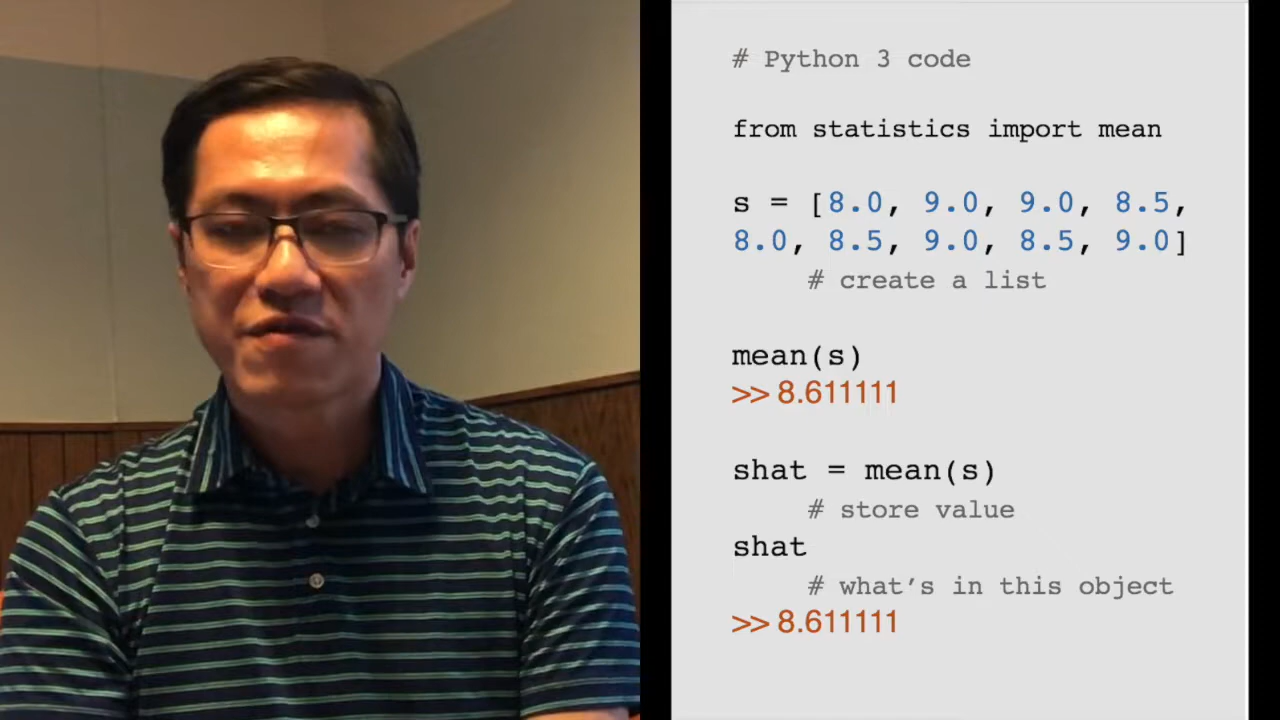 # Python 3 code
from statistics import mean
s = [8.0, 9.0, 9.0, 8.5,
8.0, 8.5, 9.0, 8.5, 9.0]
# create a list
mean(s)
>> 8.611111
shat = mean(s)
# store value
shat
# what’s in this object
>> 8.611111